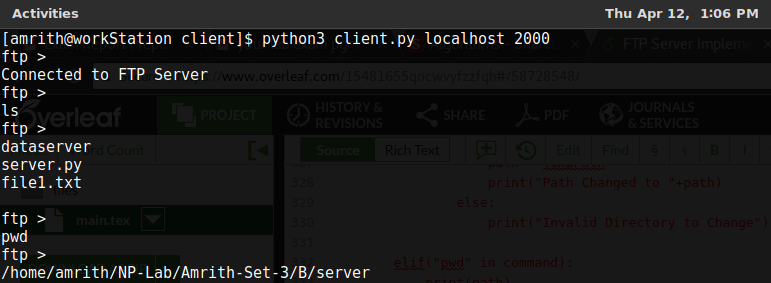 Activities
Thu Apr 12, 1:06 PM
[amrith@workStation client]$ python3 client.py localhost 2000
ftp >
Connected to FTP Server
ftp >
ls
ftp >
dataserver
server.py
file1.txt
ftp >
pwd
ftp >
/home/amrith/NP-Lab/Amrith-Set-3/B/server
FTP Server Impleme
//www.overleaf.com/15481655qocwvyfzzfqh#/58728548/
Overleaf
PROJECT
HISTORY &
REVISIONS
SHARE
PDF
JOURNALS
& SERVICES
rd Count
Source
Rich Text
Edit
Find
§
B
I
main.tex
328
print("Path Changed to "+path)
329
else:
330
print("Invalid Directory to Change")
331
elif("pwd" in command):
print(path)